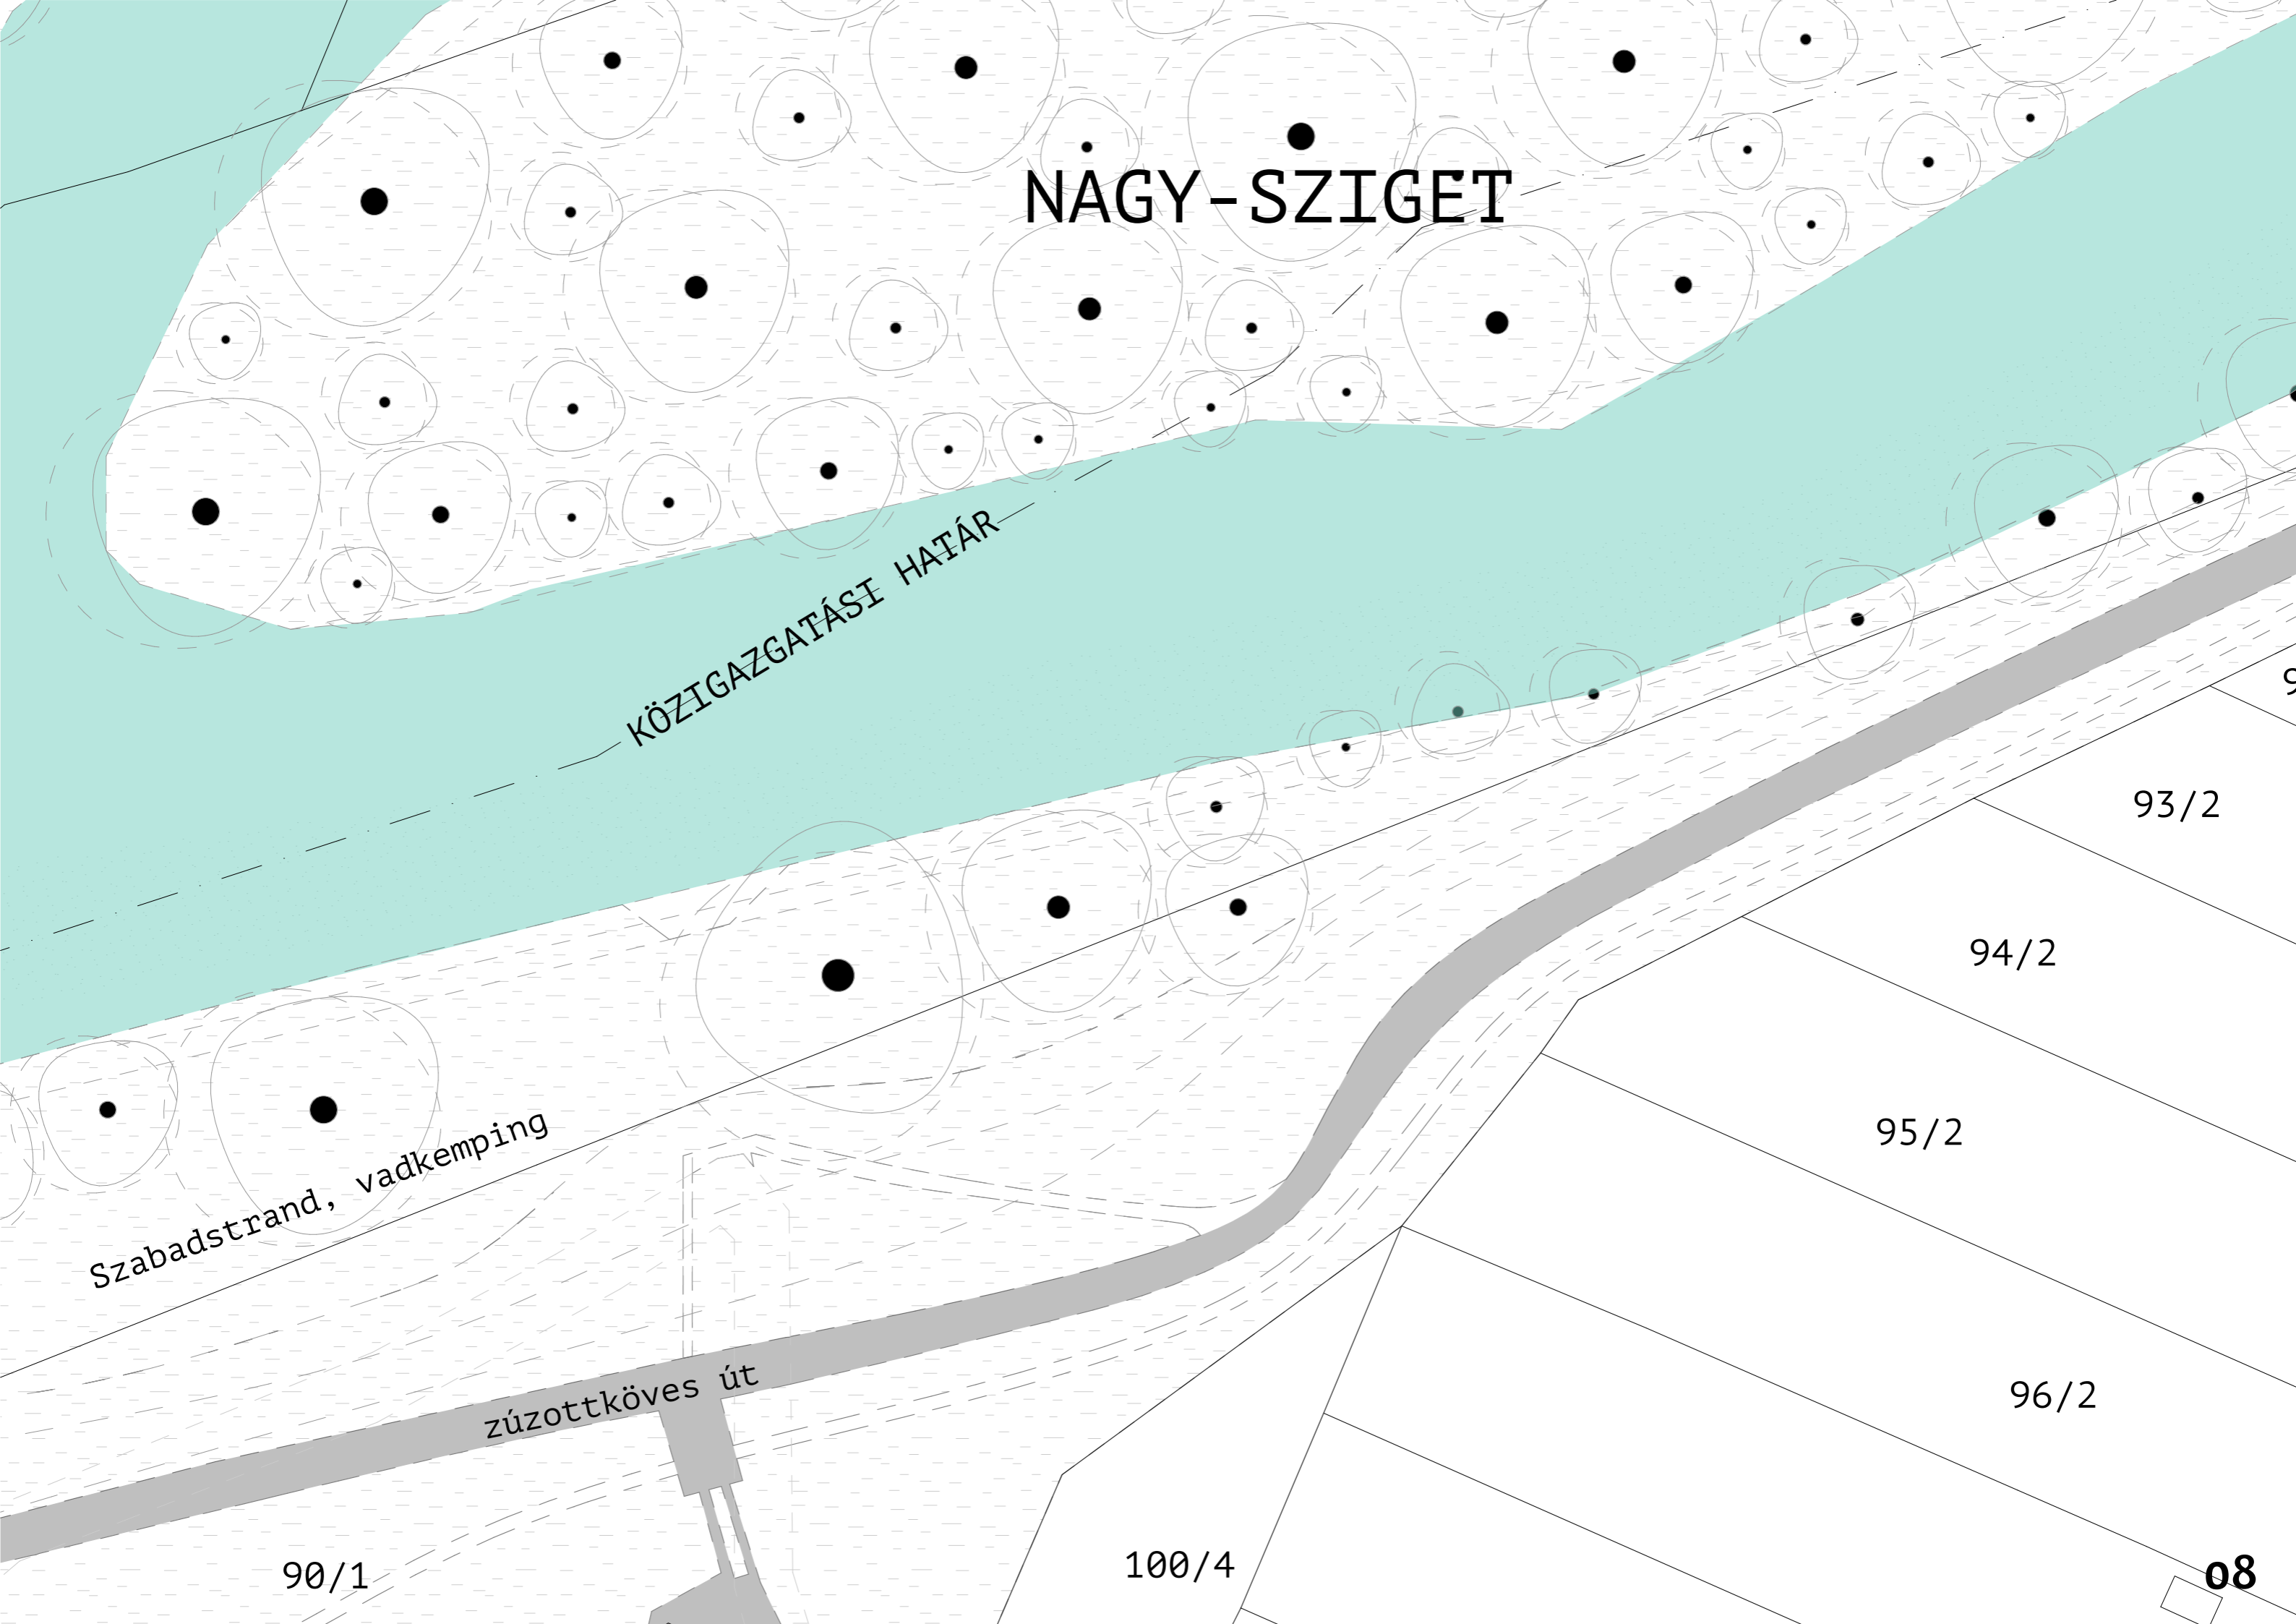 NAGY-SZIGET
KÖZIGAZGATÁSI HATÁR
93/2
94/2
95/2
Szabadstrand, vadkemping
96/2
zúzottköves út
90/1
100/4
08